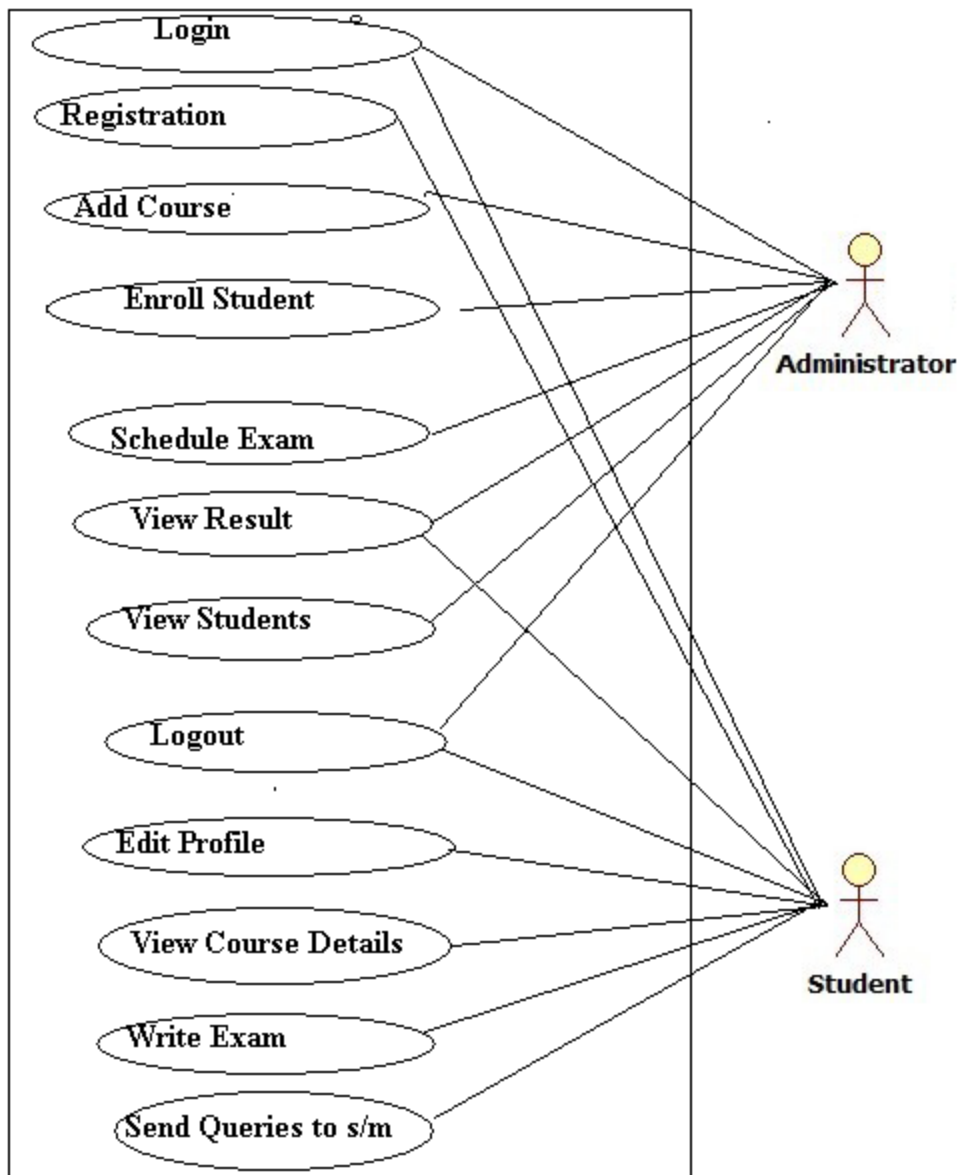 Login
Registration
Add Course
Enroll Student
Administrator
Schedule Exam
View Result
View Students
Logout
Edit Profile
View Course Details
Student
Write Exam
Send Queries to s/m